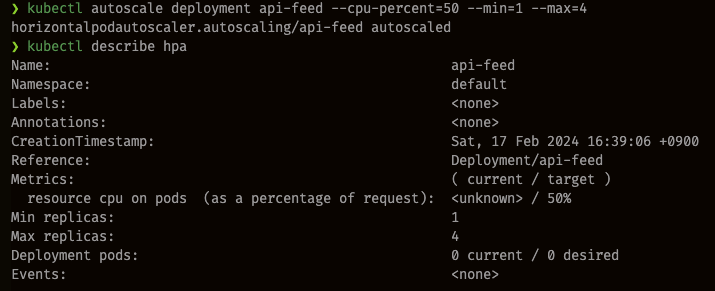 ❯ kubectl autoscale deployment api-feed --cpu-percent=50 --min=1 --max=4
horizontalpodautoscaler.autoscaling/api-feed autoscaled
❯ kubectl describe hpa
Name: api-feed
Namespace: default
Labels: <none>
Annotations: <none>
CreationTimestamp: Sat, 17 Feb 2024 16:39:06 +0900
Reference: Deployment/api-feed
Metrics: ( current / target )
  resource cpu on pods  (as a percentage of request): <unknown> / 50%
Min replicas: 1
Max replicas: 4
Deployment pods: 0 current / 0 desired
Events: <none>